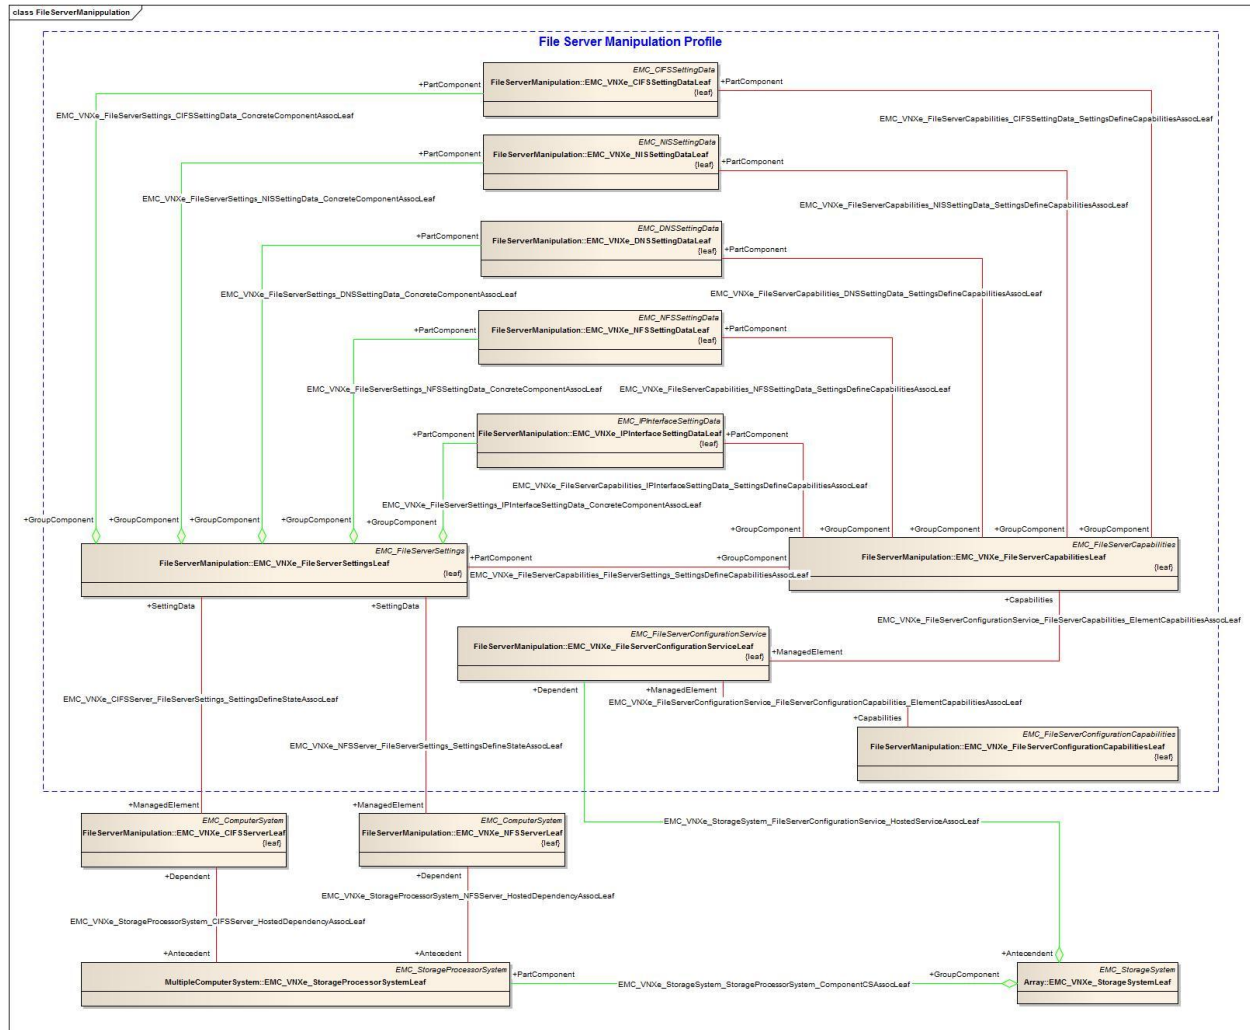 class FileServerManippulation
File Server Manipulation Profile
EMC_CIFSSettingData
+PartComponent
FileServerManipulation::EMC_VNXe_CIFSSettingDataLeaf
+PartComponent
{leaf}
EMC_VNXe_FileServerSettings_CIFSSettingData_ConcreteComponentAssocLeaf
EMC_VNXe_FileServerCapabilities_CIFSSettingData_SettingsDefineCapabilitiesAssocLeaf
EMC_NISSettingData
+PartComponent
FileServerManipulation::EMC_VNXe_NISSettingDataLeaf
+PartComponent
{leaf}
EMC_VNXe_FileServerSettings_NISSettingData_ConcreteComponentAssocLeaf
EMC_VNXe_FileServerCapabilities_NISSettingData_SettingsDefineCapabilitiesAssocLeaf
EMC_DNSSettingData
+PartComponent
FileServerManipulation::EMC_VNXe_DNSSettingDataLeaf
+PartComponent
{leaf}
EMC_VNXe_FileServerSettings_DNSSettingData_ConcreteComponentAssocLeaf
EMC_VNXe_FileServerCapabilities_DNSSettingData_SettingsDefineCapabilitiesAssocLeaf
EMC_NFSSettingData
+PartComponent
FileServerManipulation::EMC_VNXe_NFSSettingDataLeaf
+PartComponent
{leaf}
EMC_VNXe_FileServerSettings_NFSSettingData_ConcreteComponentAssocLeaf
EMC_VNXe_FileServerCapabilities_NFSSettingData_SettingsDefineCapabilitiesAssocLeaf
EMC_IPInterfaceSettingData
+PartComponent
FileServerManipulation::EMC_VNXe_IPInterfaceSettingDataLeaf
+PartComponent
{leaf}
EMC_VNXe_FileServerCapabilities_IPInterfaceSettingData_SettingsDefineCapabilitiesAssocLeaf
EMC_VNXe_FileServerSettings_IPInterfaceSettingData_ConcreteComponentAssocLeaf
+GroupComponent
+GroupComponent
+GroupComponent
+GroupComponent
+GroupComponent
+GroupComponent
+GroupComponent
+GroupComponent
+GroupComponent
+GroupComponent
EMC_FileServerSettings
FileServerManipulation::EMC_VNXe_FileServerSettingsLeaf
{leaf}
+PartComponent
+GroupComponent
EMC_VNXe_FileServerCapabilities_FileServerSettings_SettingsDefineCapabilitiesAssocLeaf
EMC_FileServerCapabilities
FileServerManipulation::EMC_VNXe_FileServerCapabilitiesLeaf
{leaf}
+SettingData
+SettingData
+Capabilities
EMC_VNXe_FileServerConfigurationService_FileServerCapabilities_ElementCapabilitiesAssocLeaf
EMC_FileServerConfigurationService
FileServerManipulation::EMC_VNXe_FileServerConfigurationServiceLeaf
{leaf}
+ManagedElement
+Dependent
+ManagedElement
EMC_VNXe_CIFSServer_FileServerSettings_SettingsDefineStateAssocLeaf
EMC_VNXe_FileServerConfigurationService_FileServerConfigurationCapabilities_ElementCapabilitiesAssocLeaf
+Capabilities
EMC_FileServerConfigurationCapabilities
FileServerManipulation::EMC_VNXe_FileServerConfigurationCapabilitiesLeaf
{leaf}
EMC_VNXe_NFSServer_FileServerSettings_SettingsDefineStateAssocLeaf
+ManagedElement
+ManagedElement
EMC_ComputerSystem
FileServerManipulation::EMC_VNXe_CIFSServerLeaf
{leaf}
EMC_ComputerSystem
FileServerManipulation::EMC_VNXe_NFSServerLeaf
{leaf}
EMC_VNXe_StorageSystem_FileServerConfigurationService_HostedServiceAssocLeaf
+Dependent
+Dependent
EMC_VNXe_StorageProcessorSystem_NFSServer_HostedDependencyAssocLeaf
EMC_VNXe_StorageProcessorSystem_CIFSServer_HostedDependencyAssocLeaf
+Antecedent
+Antecedent
+Antecendent
EMC_StorageProcessorSystem
MultipleComputerSystem::EMC_VNXe_StorageProcessorSystemLeaf
+PartComponent
+GroupComponent
EMC_VNXe_StorageSystem_StorageProcessorSystem_ComponentCSAssocLeaf
EMC_StorageSystem
Array::EMC_VNXe_StorageSystemLeaf